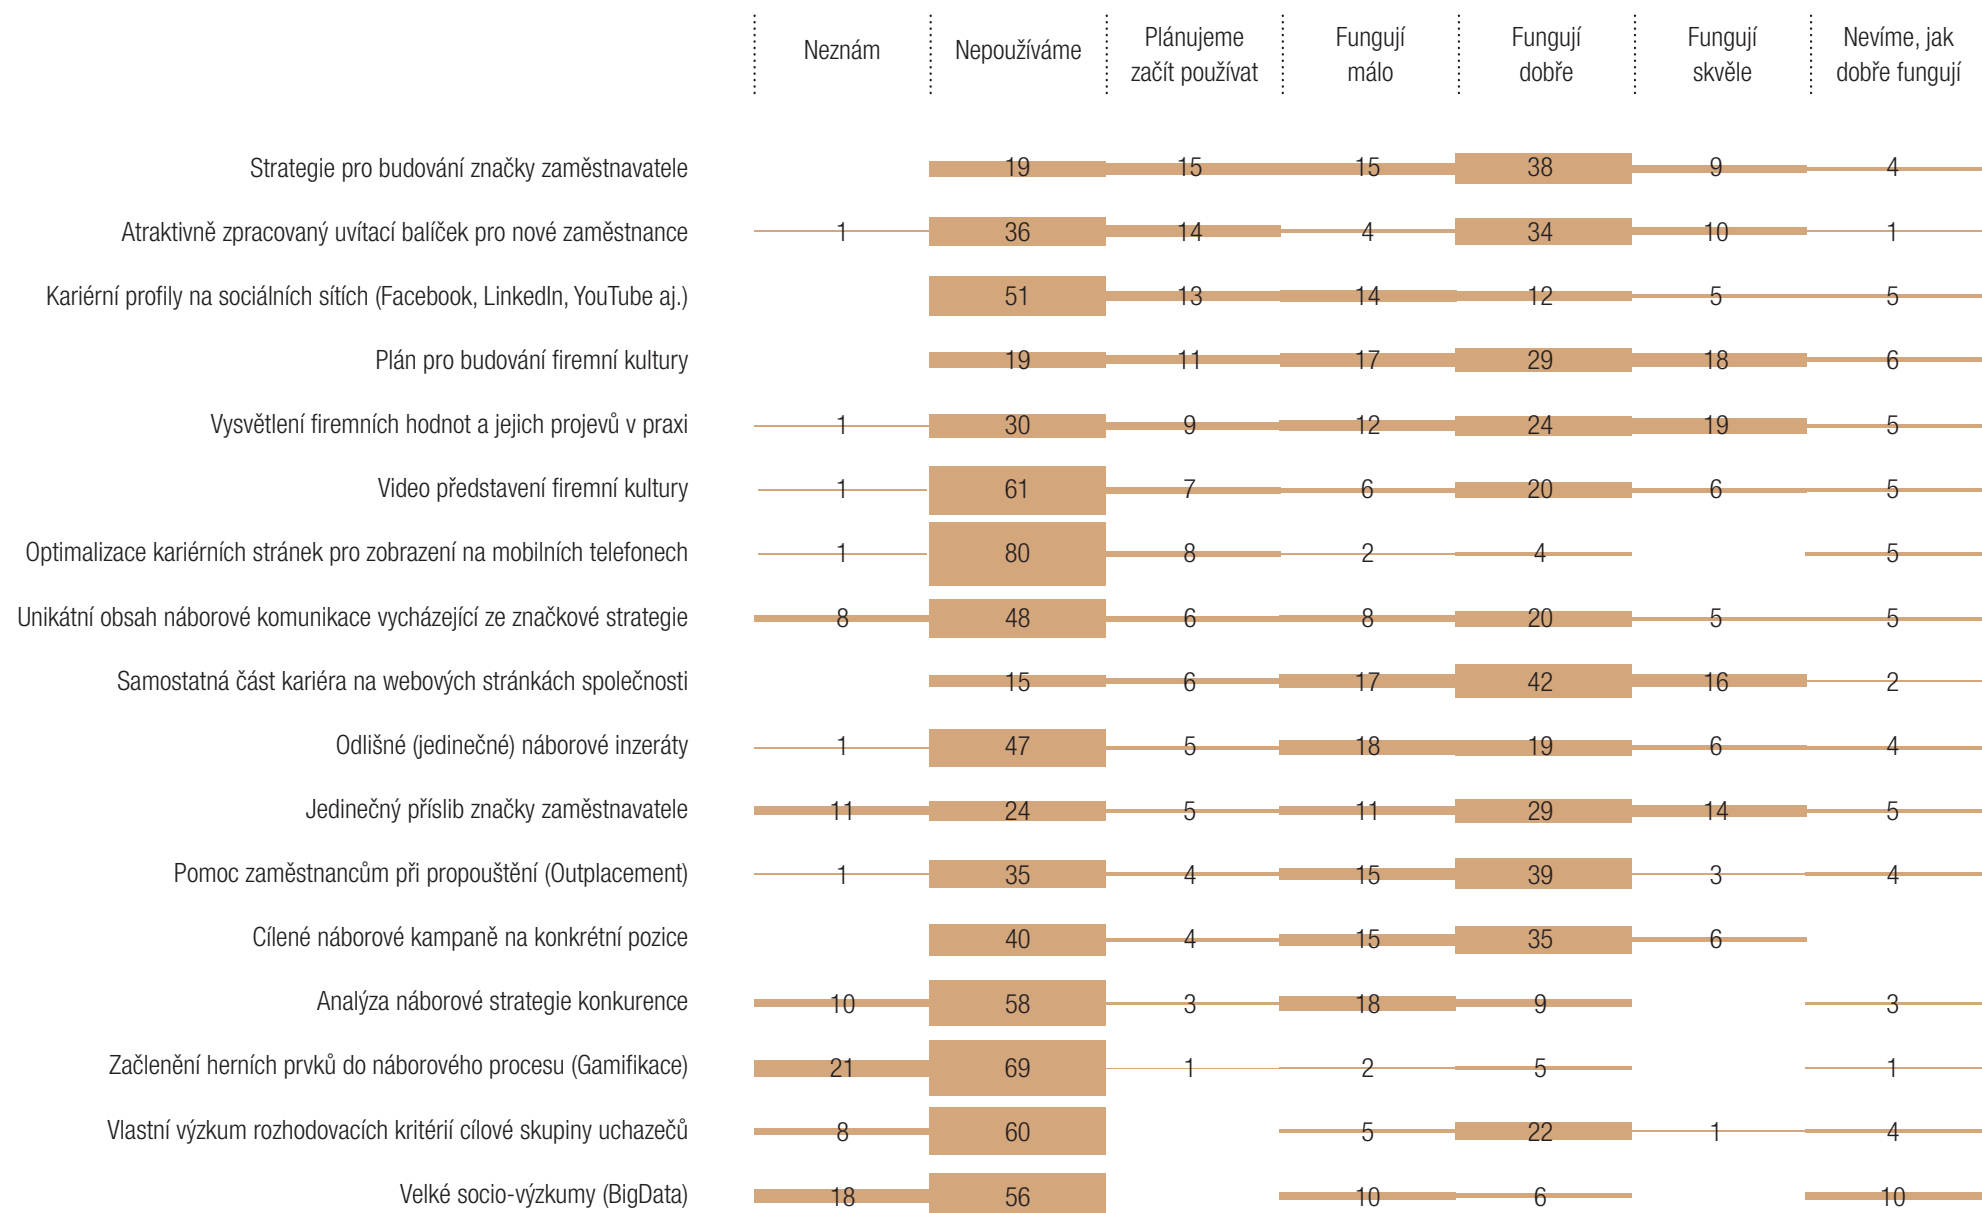 Neznám
Nepoužíváme
Plánujeme
začít používat
Fungují
málo
Fungují
dobře
Fungují
skvěle
Nevíme, jak
dobře fungují
Strategie pro budování značky zaměstnavatele 19 15 15 38 9 4
Atraktivně zpracovaný uvítací balíček pro nové zaměstnance 1 36 14 4 34 10 1
Kariérní profily na sociálních sítích (Facebook, LinkedIn, YouTube aj.) 51 13 14 12 5 5
Plán pro budování firemní kultury 19 11 17 29 18 6
Vysvětlení firemních hodnot a jejich projevů v praxi 1 30 9 12 24 19 5
Video představení firemní kultury 1 61 7 6 20 6 5
Optimalizace kariérních stránek pro zobrazení na mobilních telefonech 1 80 8 2 4 5
Unikátní obsah náborové komunikace vycházející ze značkové strategie 8 48 6 8 20 5 5
Samostatná část kariéra na webových stránkách společnosti 15 6 17 42 16 2
Odlišné (jedinečné) náborové inzeráty 1 47 5 18 19 6 4
Jedinečný příslib značky zaměstnavatele 11 24 5 11 29 14 5
Pomoc zaměstnancům při propouštění (Outplacement) 1 35 4 15 39 3 4
Cílené náborové kampaně na konkrétní pozice 40 4 15 35 6
Analýza náborové strategie konkurence 10 58 3 18 9 3
Začlenění herních prvků do náborového procesu (Gamifikace) 21 69 1 2 5 1
Vlastní výzkum rozhodovacích kritérií cílové skupiny uchazečů 8 60 5 22 1 4
Velké socio-výzkumy (BigData) 18 56 10 6 10